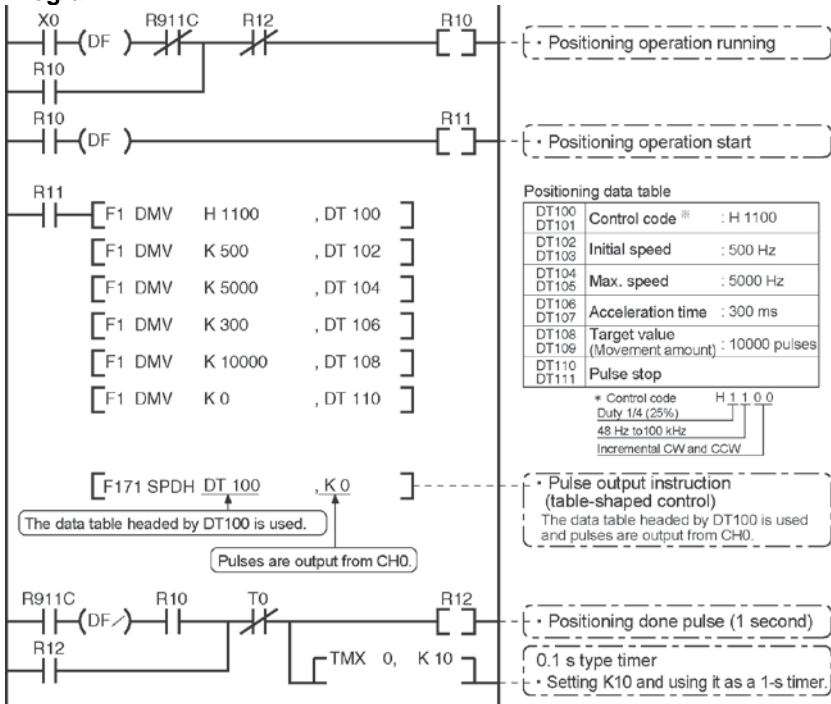 X0 R911C R12 R10
(DF ) · Positioning operation running
R10
R10 R11
(DF ) · Positioning operation start
R11
F1 DMV H 1100 , DT 100
F1 DMV K 500 , DT 102
F1 DMV K 5000 , DT 104
F1 DMV K 300 , DT 106
F1 DMV K 10000 , DT 108
F1 DMV K 0 , DT 110
Positioning data table
DT100
DT101 Control code ※ : H 1100
DT102
DT103 Initial speed : 500 Hz
DT104
DT105 Max. speed : 5000 Hz
DT106
DT107 Acceleration time : 300 ms
DT108
DT109 Target value
(Movement amount) : 10000 pulses
DT110
DT111 Pulse stop
* Control code H 1 1 0 0
Duty 1/4 (25%)
48 Hz to100 kHz
Incremental CW and CCW
F171 SPDH DT 100 , K 0
The data table headed by DT100 is used.
Pulses are output from CH0.
· Pulse output instruction
(table-shaped control)
The data table headed by DT100 is used
and pulses are output from CH0.
R911C R10 T0 R12
(DF/) · Positioning done pulse (1 second)
R12
TMX 0, K 10
0.1 s type timer
· Setting K10 and using it as a 1-s timer.